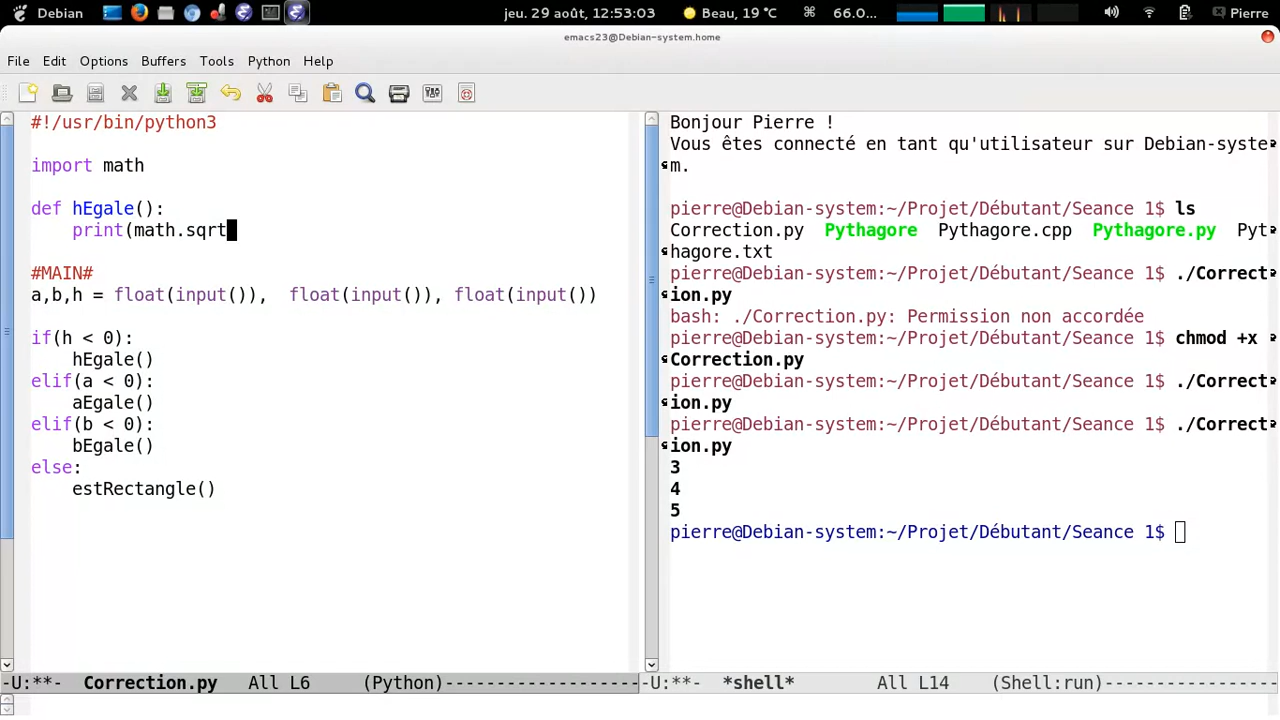 Debian
jeu. 29 août, 12:53:03
Beau, 19 °C
66.0...
Pierre
emacs23@Debian-system.home
File Edit Options Buffers Tools Python Help
#!/usr/bin/python3
import math
def hEgale():
print(math.sqrt
#MAIN#
a,b,h = float(input()),  float(input()), float(input())
if(h < 0):
hEgale()
elif(a < 0):
aEgale()
elif(b < 0):
bEgale()
else:
estRectangle()
-U:**-  Correction.py   All L6     (Python)--------------------
Bonjour Pierre !
Vous êtes connecté en tant qu'utilisateur sur Debian-syste
m.
pierre@Debian-system:~/Projet/Débutant/Seance 1$ ls
Correction.py  Pythagore  Pythagore.cpp  Pythagore.py  Pyt
hagore.txt
pierre@Debian-system:~/Projet/Débutant/Seance 1$ ./Correct
ion.py
bash: ./Correction.py: Permission non accordée
pierre@Debian-system:~/Projet/Débutant/Seance 1$ chmod +x
Correction.py
pierre@Debian-system:~/Projet/Débutant/Seance 1$ ./Correct
ion.py
pierre@Debian-system:~/Projet/Débutant/Seance 1$ ./Correct
ion.py
3
4
5
pierre@Debian-system:~/Projet/Débutant/Seance 1$
-U:**-  *shell*        All L14    (Shell:run)-----------------